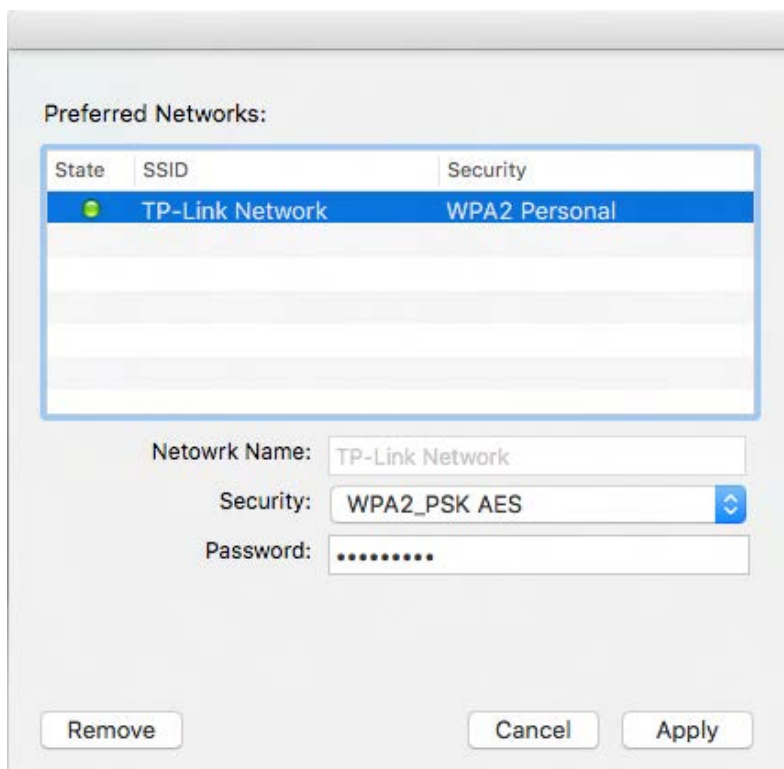 Preferred Networks:
State SSID Security
TP-Link Network WPA2 Personal
Netowrk Name: TP-Link Network
Security: WPA2_PSK AES
Password: •••••••••
Remove Cancel Apply